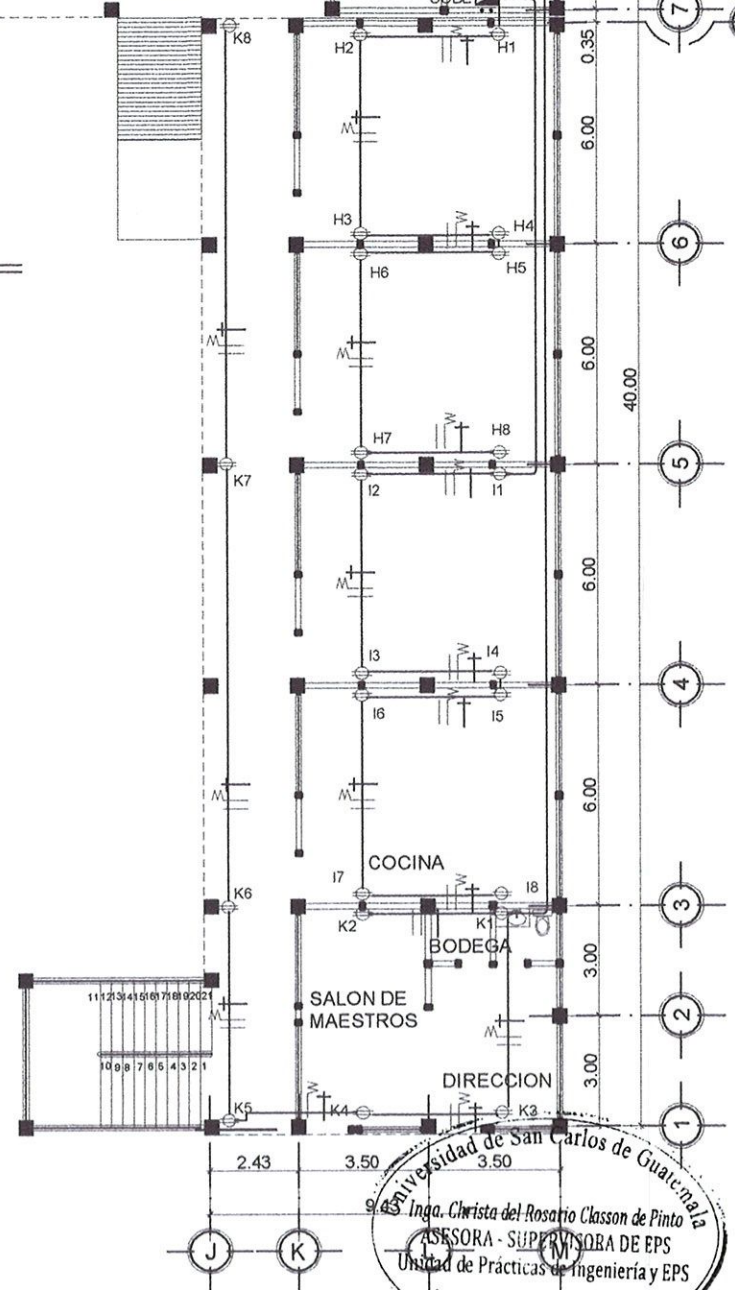 7
K8
H2
H1
0.35
6.00
H3
H4
6
H6
H5
W
6.00
40.00
H7
H8
5
K7
I2
I1
6.00
I3
I4
4
I6
I5
6.00
COCINA
I7
I8
K6
3
K2
K1
BODEGA
3.00
11 12 13 14 15 16 17 18 19 20 21
SALON DE
MAESTROS
2
10 9 8 7 6 5 4 3 2 1
DIRECCION
3.00
K5
K4
K3
1
2.43
3.50
3.50
Universidad de San Carlos de Guatemala
Inga. Christa del Rosario Classon de Pinto
ASESORA - SUPERVISORA DE EPS
Unidad de Prácticas de Ingeniería y EPS
J
K
L
M